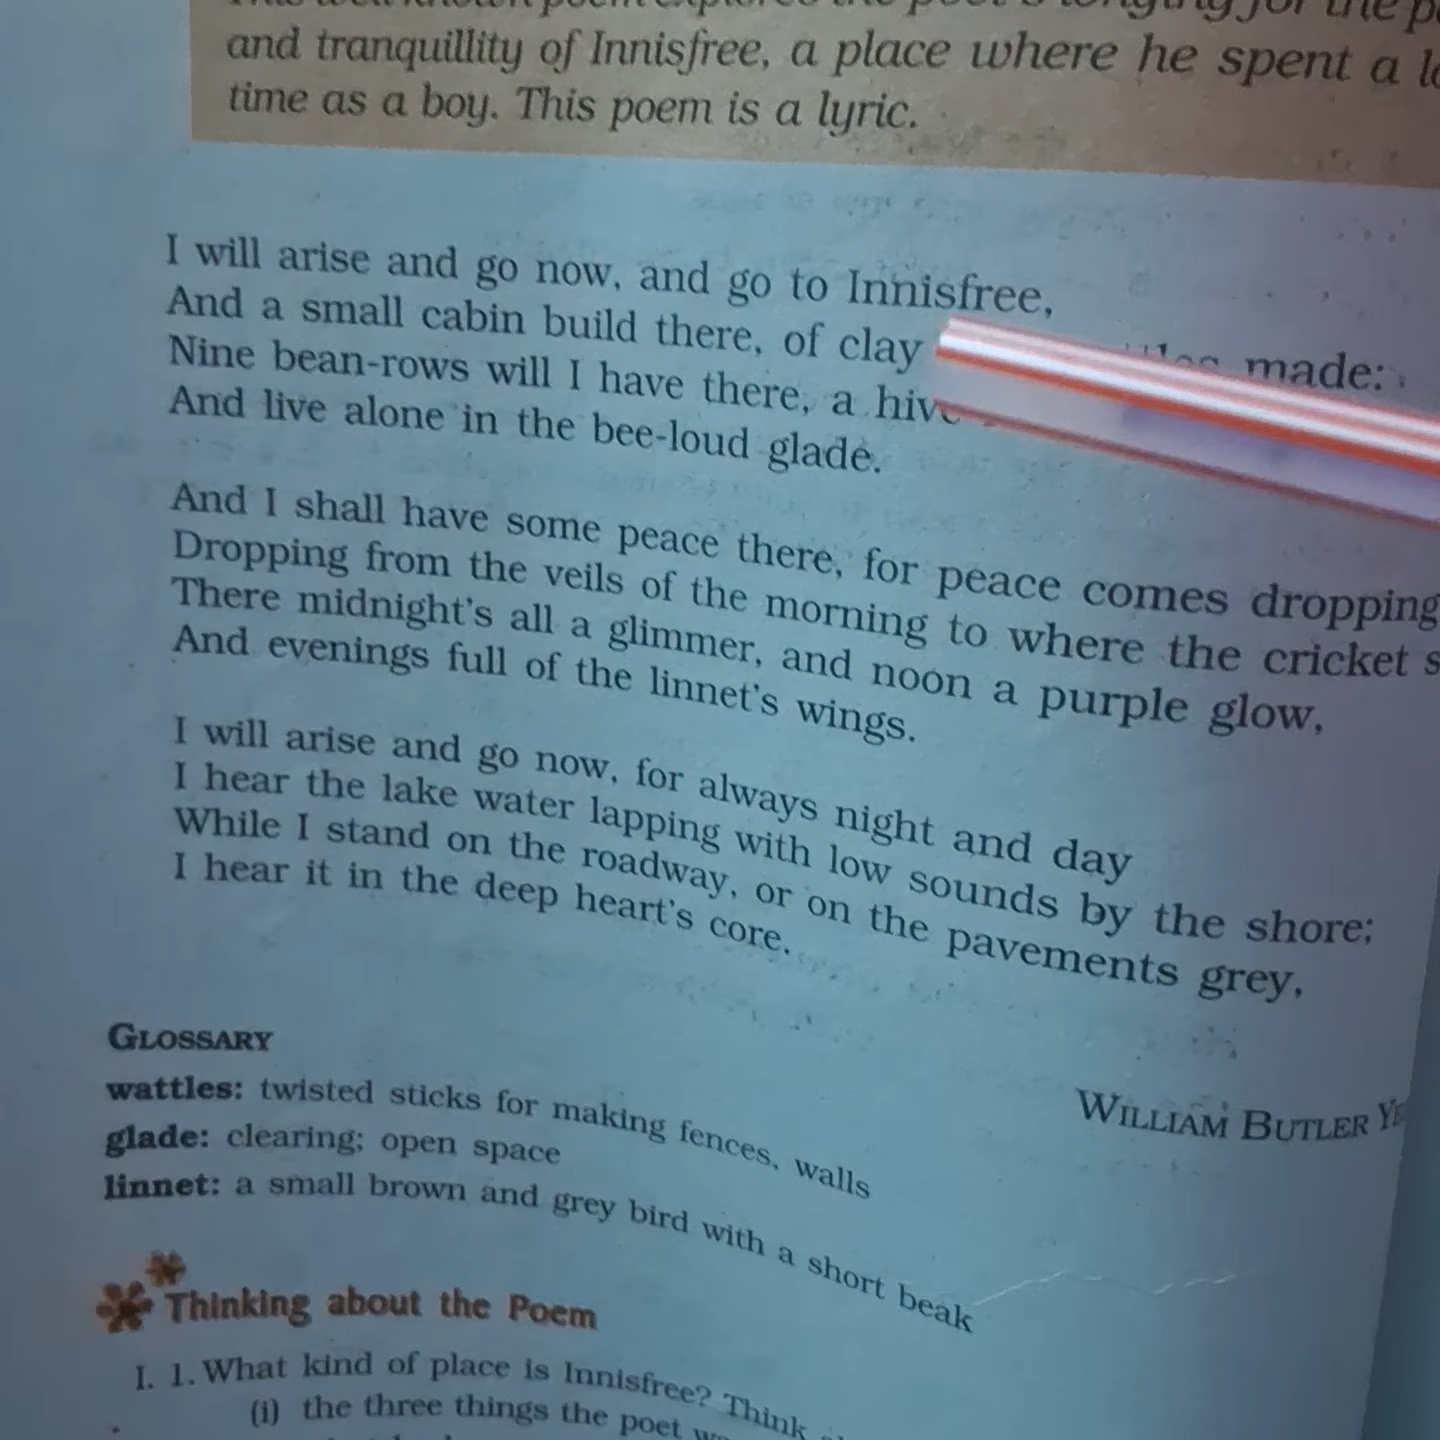 and tranquillity of Innisfree, a place where he spent a
time as a boy. This poem is a lyric.
I will arise and go now, and go to Innisfree,
And a small cabin build there, of clay made:
Nine bean-rows will I have there, a
And live alone in the bee-loud glade.
And I shall have some peace there, for peace comes dropping
Dropping from the veils of the morning to where the cricket
There midnight's all a glimmer, and noon a purple glow,
And evenings full of the linnet's wings.
I will arise and go now, for always night and day
I hear the lake water lapping with low sounds by the shore;
While I stand on the roadway, or on the pavements grey,
I hear it in the deep heart's core.
WILLIAM BUTLER
GLOSSARY
wattles: twisted sticks for making fences, walls
glade: clearing; open space
linnet: a small brown and grey bird with a short beak
Thinking about the Poem
I. 1. What kind of place is Innisfree? Think
(i) the three things the poet